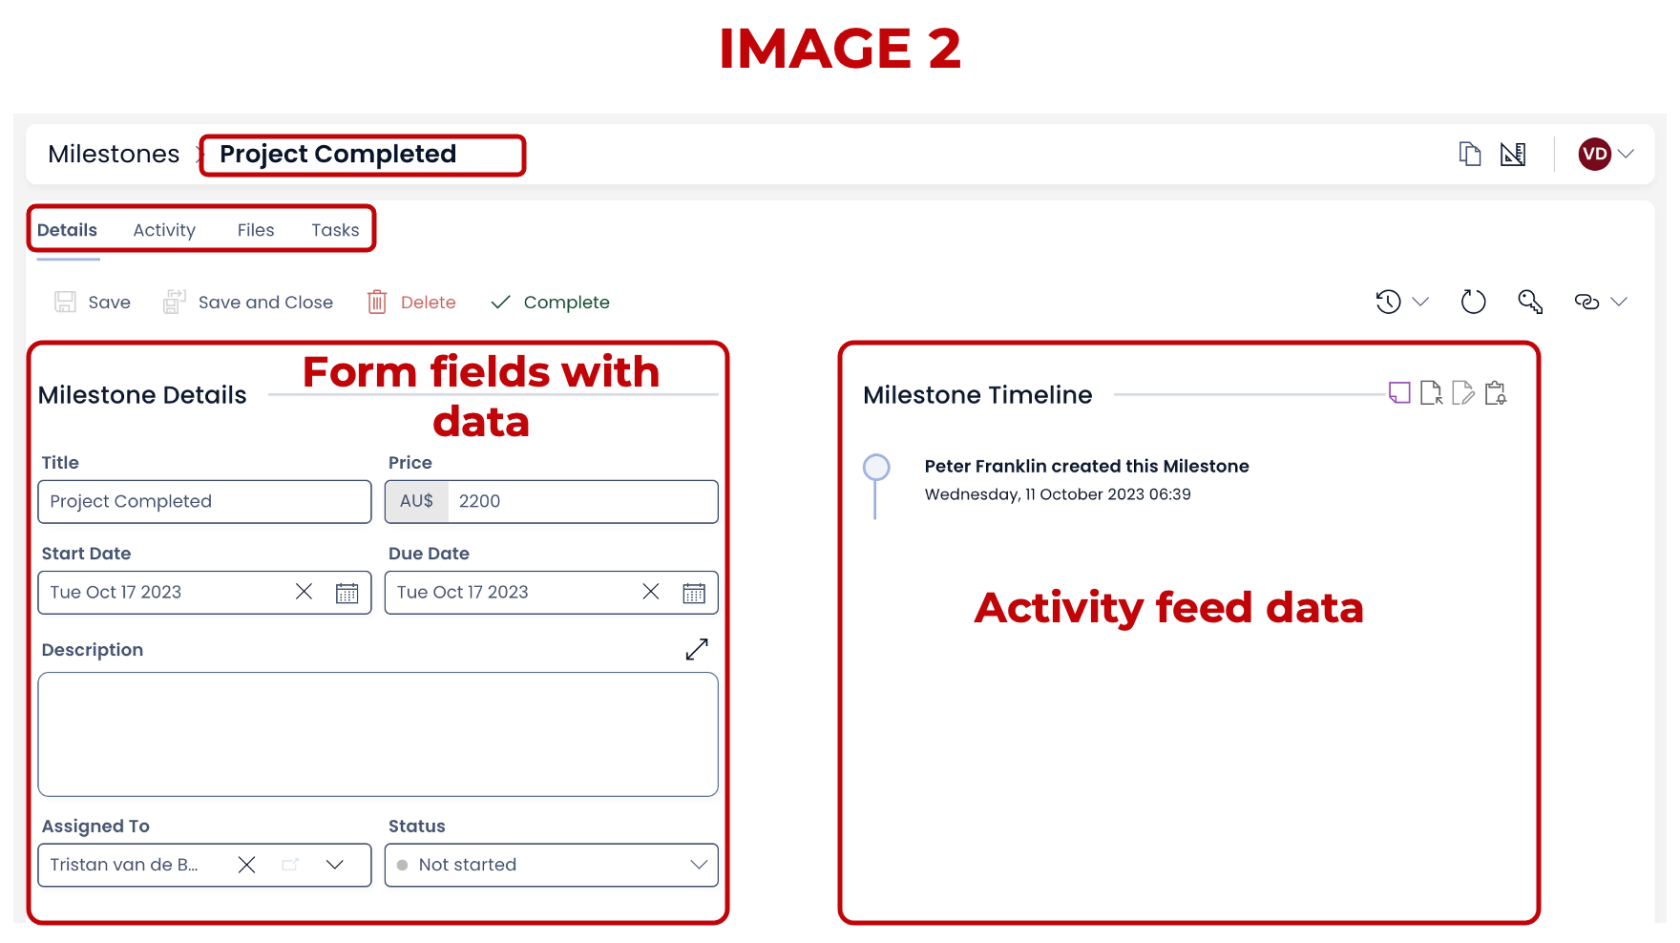 IMAGE 2
Milestones > Project Completed
VD
Details Activity Files Tasks
Save Save and Close Delete Complete
Form fields with
data
Milestone Details
Milestone Timeline
Title Price
Project Completed AU$ 2200
Peter Franklin created this Milestone
Wednesday, 11 October 2023 06:39
Start Date Due Date
Tue Oct 17 2023 Tue Oct 17 2023
Activity feed data
Description
Assigned To Status
Tristan van de B... Not started